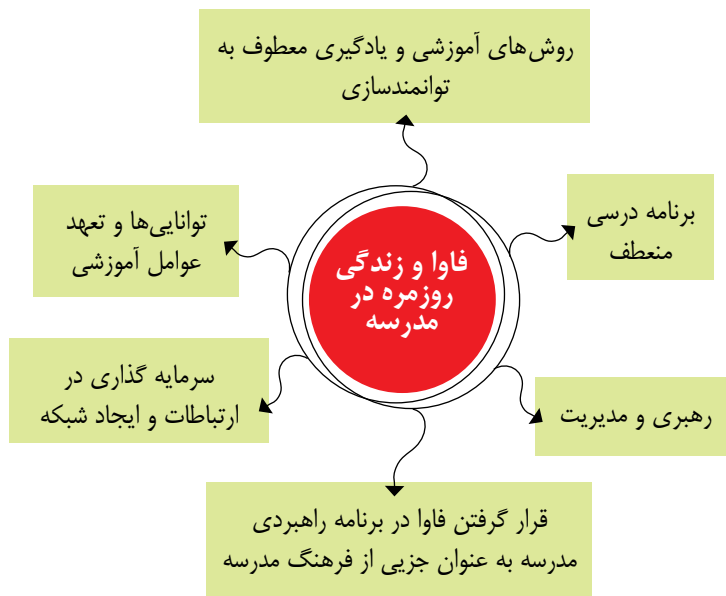 روش‌های آموزشی و یادگیری معطوف به
توانمندسازی
برنامه درسی
منعطف
توانایی‌ها و تعهد
عوامل آموزشی
فاوا و زندگی
روزمره در
مدرسه
رهبری و مدیریت
سرمایه گذاری در
ارتباطات و ایجاد شبکه
قرار گرفتن فاوا در برنامه راهبردی
مدرسه به عنوان جزیی از فرهنگ مدرسه